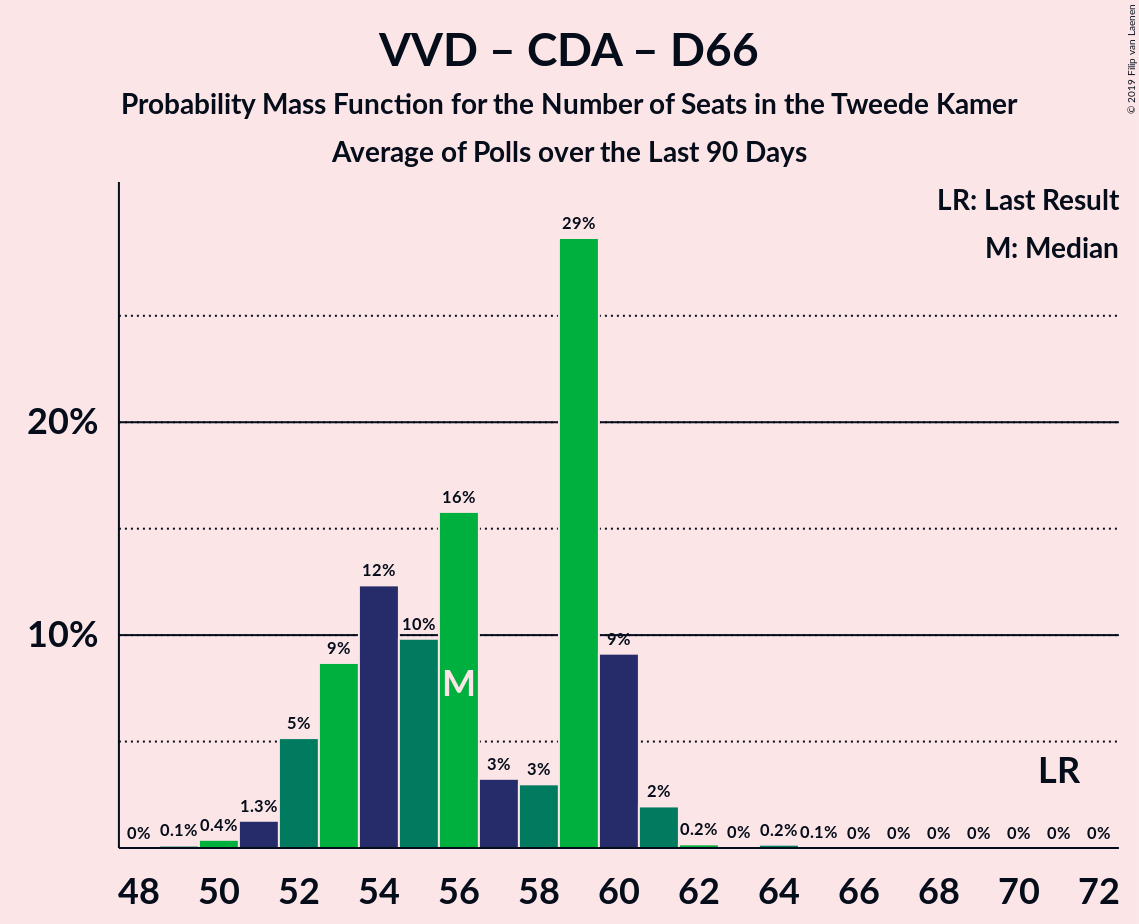 VVD – CDA – D66
Probability Mass Function for the Number of Seats in the Tweede Kamer
Average of Polls over the Last 90 Days
© 2019 Filip van Laenen
LR: Last Result
M: Median
29%
20%
16%
12%
10%
10%
9%
9%
M
5%
3%
3%
LR
2%
1.3%
0% 0.1% 0.4% 0.2% 0% 0.2% 0.1% 0% 0% 0% 0% 0% 0% 0%
48 50 52 54 56 58 60 62 64 66 68 70 72